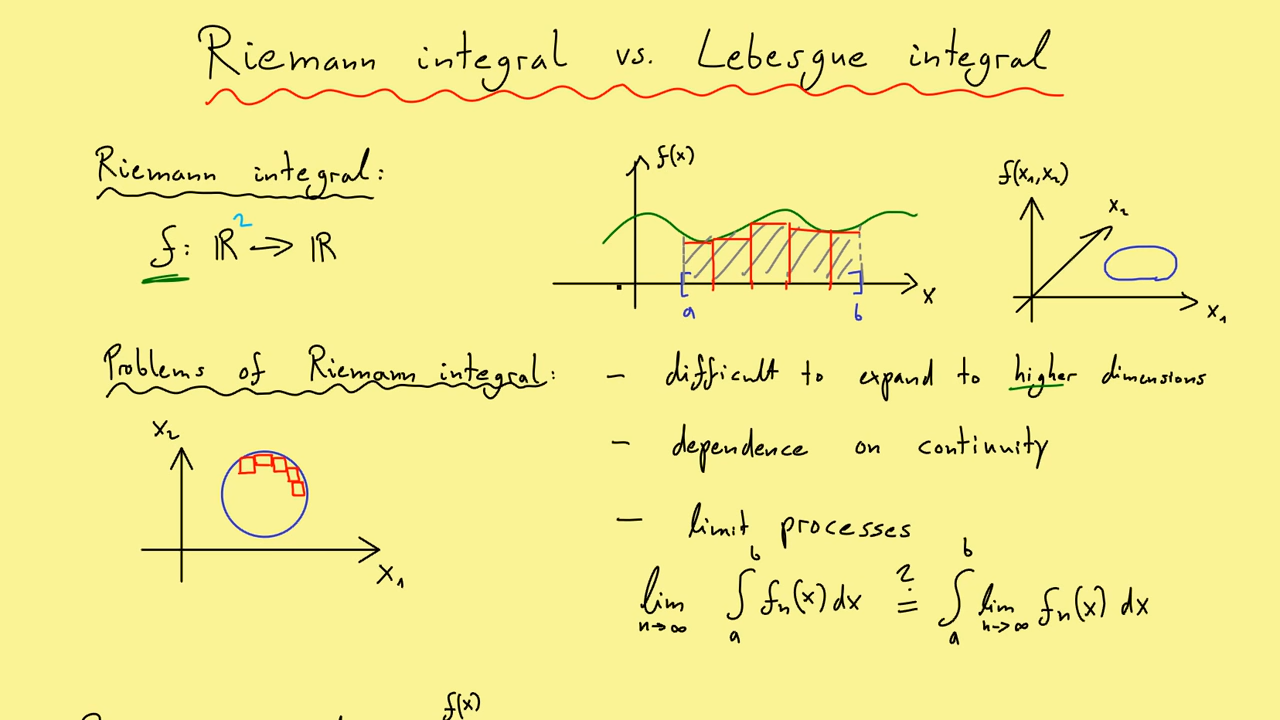 Riemann integral vs. Lebesgue integral
Riemann integral:
f: ℝ² → ℝ
f(x)
x
a
b
f(x₁,x₂)
x₂
x₁
Problems of Riemann integral:
– difficult to expand to higher dimensions
– dependence on continuity
– limit processes
lim n→∞ ∫ₐᵇ fₙ(x) dx ≟ ∫ₐᵇ lim n→∞ fₙ(x) dx
x₂
x₁
f(x)